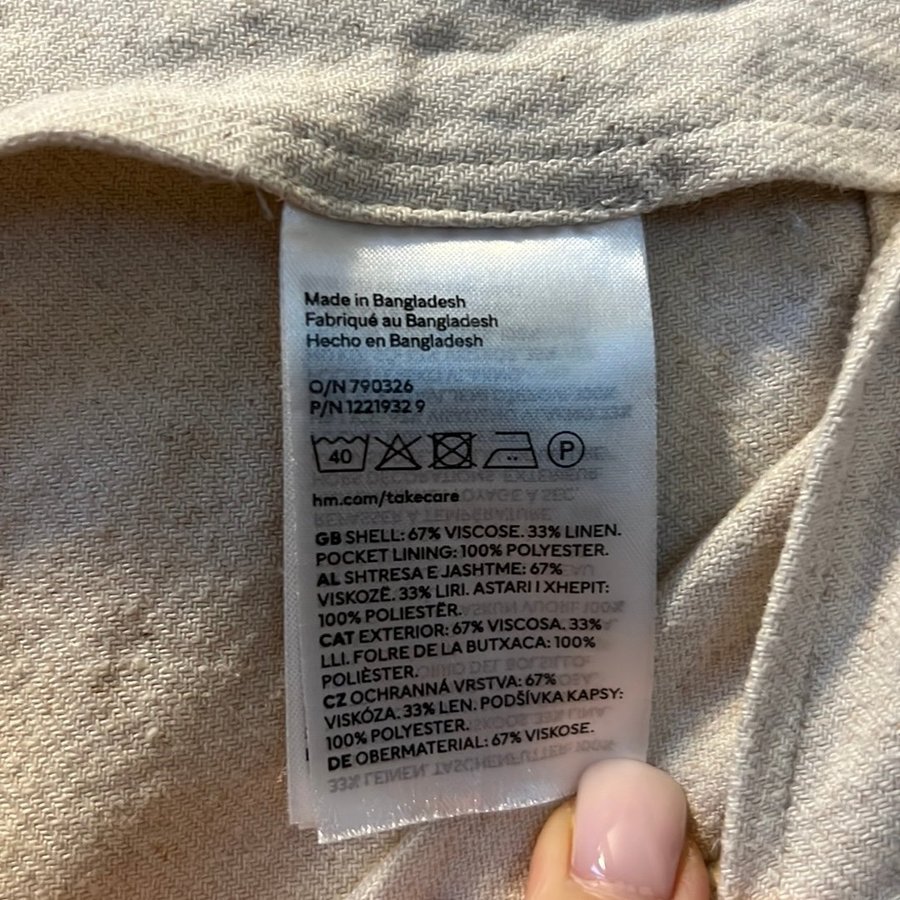 Made in Bangladesh
Fabriqué au Bangladesh
Hecho en Bangladesh
O/N 790326
P/N 1221932 9
40 P
hm.com/takecare
GB SHELL: 67% VISCOSE. 33% LINEN.
POCKET LINING: 100% POLYESTER.
AL SHTRESA E JASHTME: 67%
VISKOZË. 33% LIRI. ASTARI I XHEPIT:
100% POLIESTËR.
CAT EXTERIOR: 67% VISCOSA. 33%
LLI. FOLRE DE LA BUTXACA: 100%
POLIÈSTER.
CZ OCHRANNÁ VRSTVA: 67%
VISKÓZA. 33% LEN. PODŠÍVKA KAPSY:
100% POLYESTER.
DE OBERMATERIAL: 67% VISKOSE.